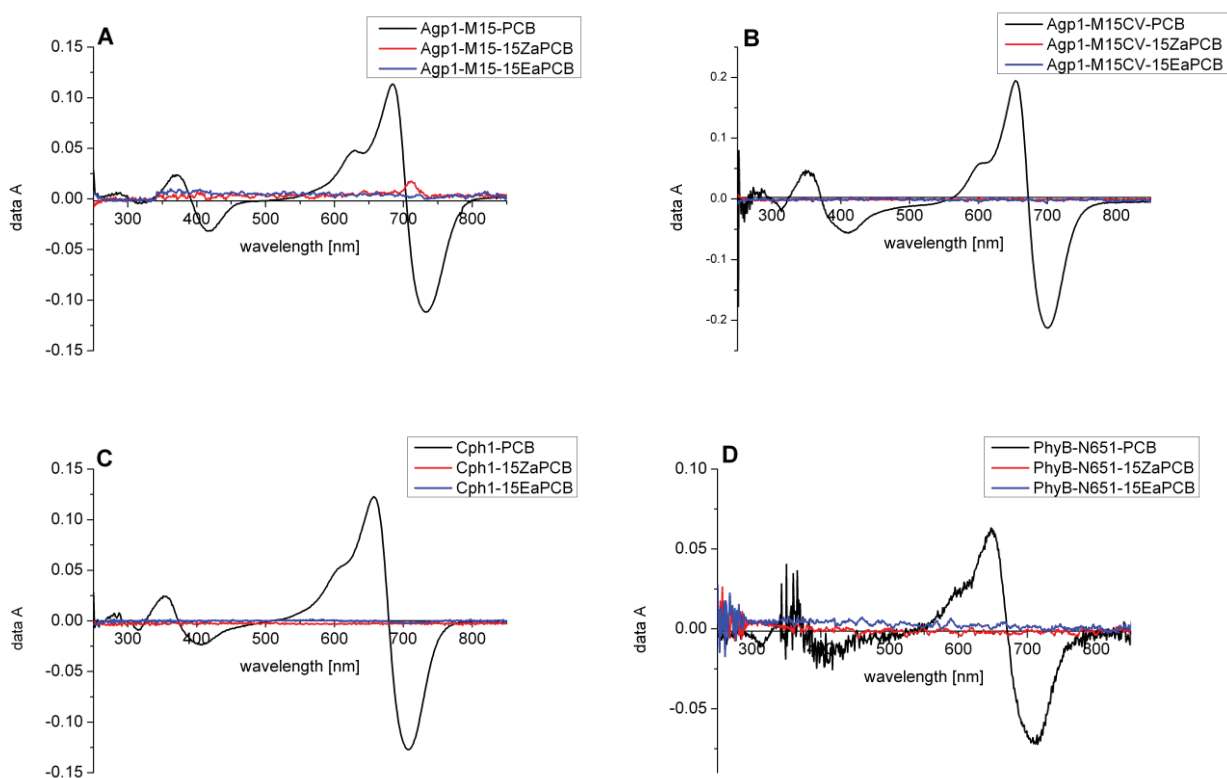 A
Agp1-M15-PCB
Agp1-M15-15ZaPCB
Agp1-M15-15EaPCB
0.15
0.10
0.05
0.00
-0.05
-0.10
-0.15
data A
300 400 500 600 700 800
wavelength [nm]
B
Agp1-M15CV-PCB
Agp1-M15CV-15ZaPCB
Agp1-M15CV-15EaPCB
0.2
0.1
0.0
-0.1
-0.2
data A
300 400 500 600 700 800
wavelength [nm]
C
Cph1-PCB
Cph1-15ZaPCB
Cph1-15EaPCB
0.15
0.10
0.05
0.00
-0.05
-0.10
-0.15
data A
300 400 500 600 700 800
wavelength [nm]
D
PhyB-N651-PCB
PhyB-N651-15ZaPCB
PhyB-N651-15EaPCB
0.10
0.05
0.00
-0.05
data A
300 400 500 600 700 800
wavelength [nm]